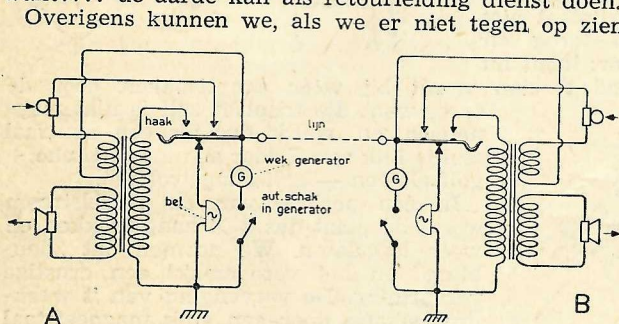 de aarde kan als retourleiding dienst doen.
Overigens kunnen we, als we er niet tegen op zien
haak
lijn
G
wek generator
G
bel
aut. schak
in generator
A
B